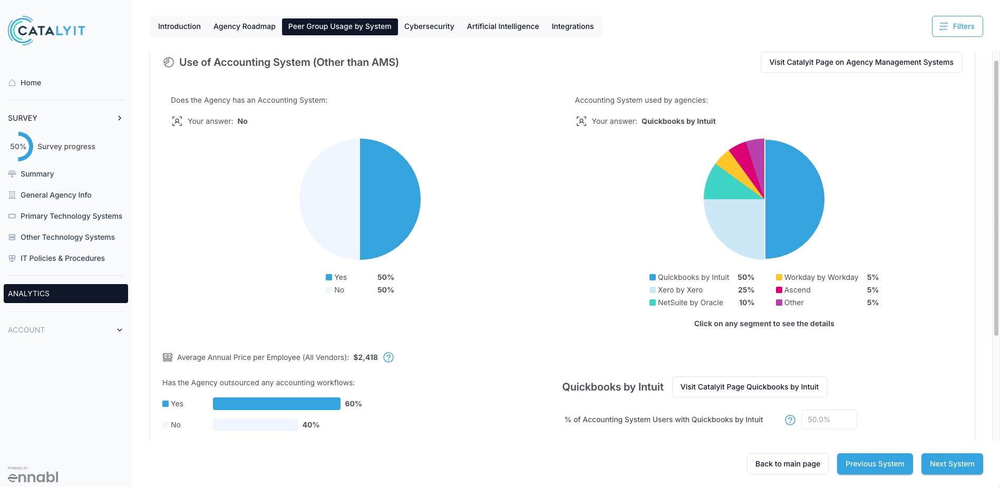 CATALYIT
Introduction
Agency Roadmap
Peer Group Usage by System
Cybersecurity
Artificial Intelligence
Integrations
Filters
Home
SURVEY
50%
Survey progress
Summary
General Agency Info
Primary Technology Systems
Other Technology Systems
IT Policies & Procedures
ANALYTICS
ACCOUNT
POWERED BY
ennabl
Use of Accounting System (Other than AMS)
Visit Catalyit Page on Agency Management Systems
Does the Agency has an Accounting System:
Your answer: No
Yes 50%
No 50%
Accounting System used by agencies:
Your answer: Quickbooks by Intuit
Quickbooks by Intuit 50%
Xero by Xero 25%
NetSuite by Oracle 10%
Workday by Workday 5%
Ascend 5%
Other 5%
Click on any segment to see the details
Average Annual Price per Employee (All Vendors): $2,418 ?
Has the Agency outsourced any accounting workflows:
Yes 60%
No 40%
Quickbooks by Intuit
Visit Catalyit Page Quickbooks by Intuit
% of Accounting System Users with Quickbooks by Intuit ? 50.0%
Back to main page
Previous System
Next System